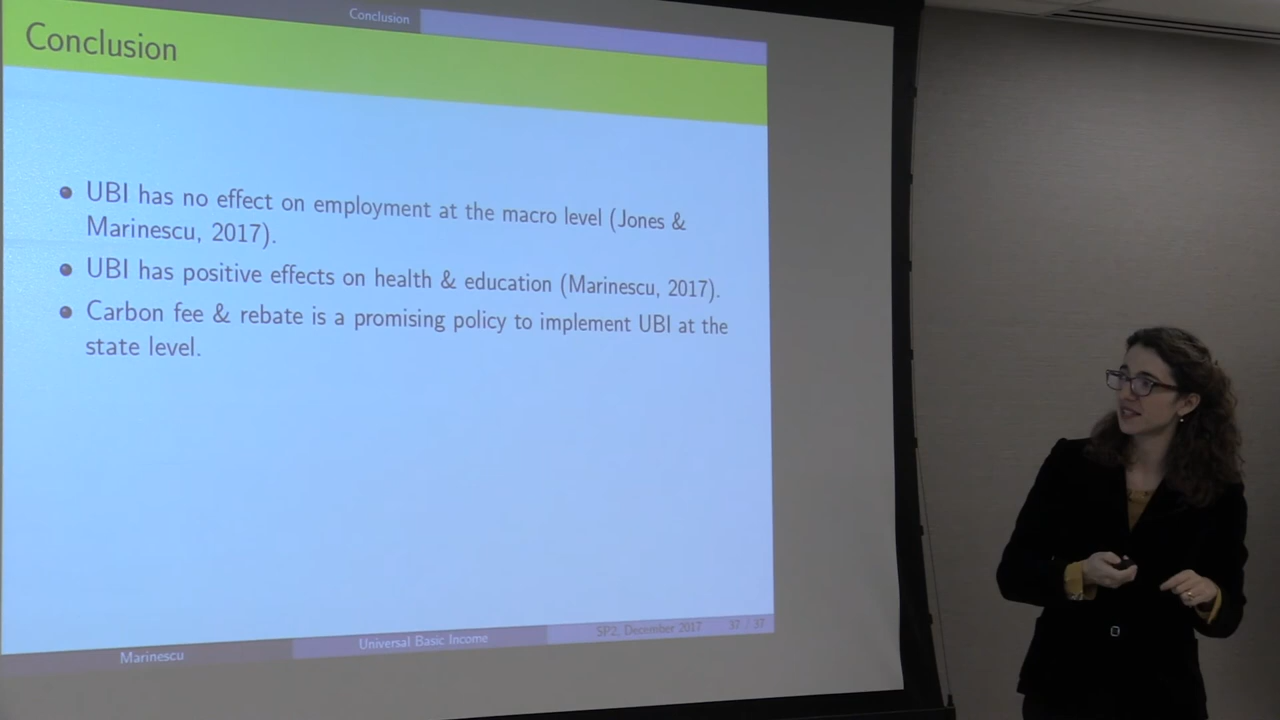 Conclusion
Conclusion
UBI has no effect on employment at the macro level (Jones &
Marinescu, 2017).
UBI has positive effects on health & education (Marinescu, 2017).
Carbon fee & rebate is a promising policy to implement UBI at the
state level.
Marinescu
Universal Basic Income
SP2, December 2017
37 / 37